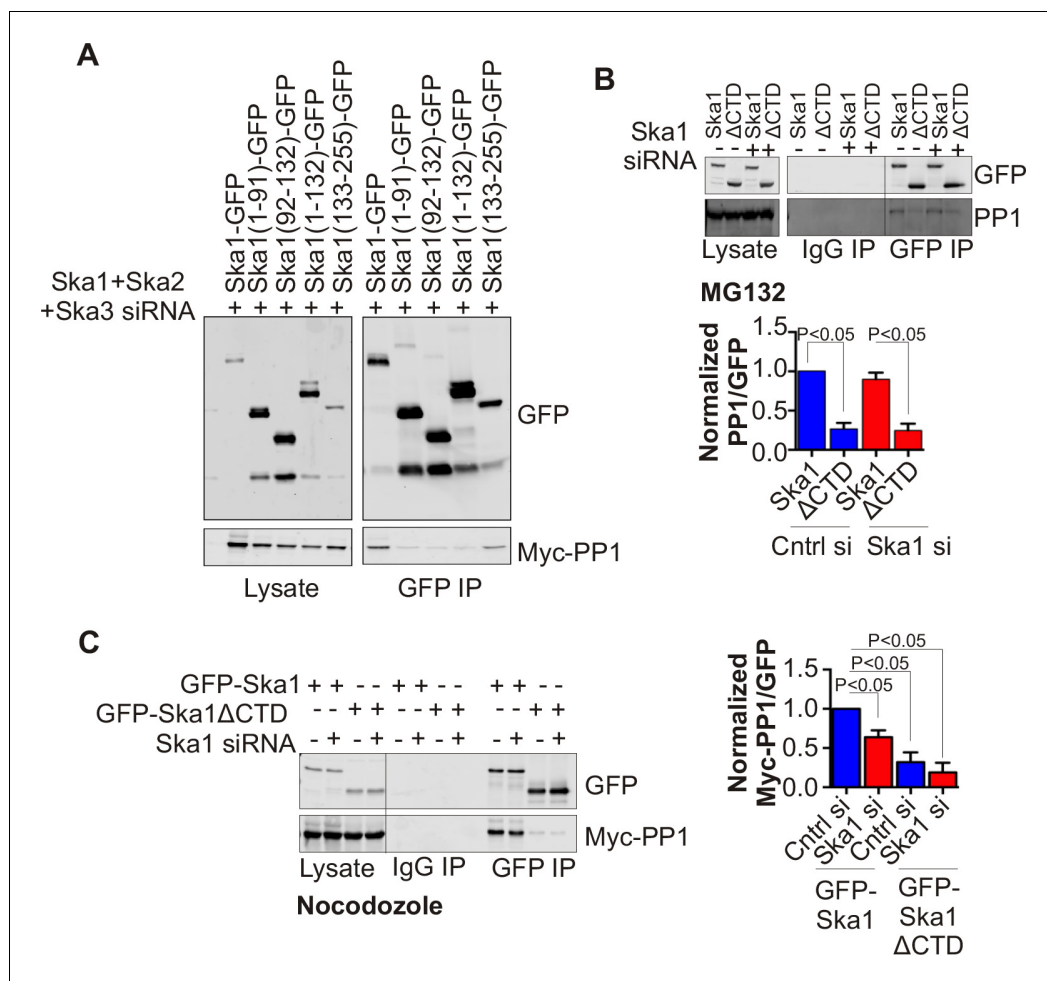 A
Ska1-GFP
Ska1(1-91)-GFP
Ska1(92-132)-GFP
Ska1(1-132)-GFP
Ska1(133-255)-GFP
Ska1-GFP
Ska1(1-91)-GFP
Ska1(92-132)-GFP
Ska1(1-132)-GFP
Ska1(133-255)-GFP
Ska1+Ska2
+Ska3 siRNA + + + + + + + + + +
GFP
Myc-PP1
Lysate GFP IP
B
Ska1 ΔCTD Ska1 ΔCTD Ska1 ΔCTD Ska1 ΔCTD Ska1 ΔCTD Ska1 ΔCTD
Ska1
siRNA - - + + - - + + - - + +
GFP
PP1
Lysate IgG IP GFP IP
MG132
Normalized
PP1/GFP
1.5
1.0
0.5
0.0
P<0.05 P<0.05
Ska1 ΔCTD Ska1 ΔCTD
Cntrl si Ska1 si
C
GFP-Ska1 + + - - + + - - + + - -
GFP-Ska1ΔCTD - - + + - - + + - - + +
Ska1 siRNA - + - + - + - + - + - +
GFP
Myc-PP1
Lysate IgG IP GFP IP
Nocodozole
Normalized
Myc-PP1/GFP
1.5
1.0
0.5
0.0
P<0.05
P<0.05
P<0.05
Cntrl si Ska1 si Cntrl si Ska1 si
GFP-
Ska1
GFP-
Ska1
ΔCTD